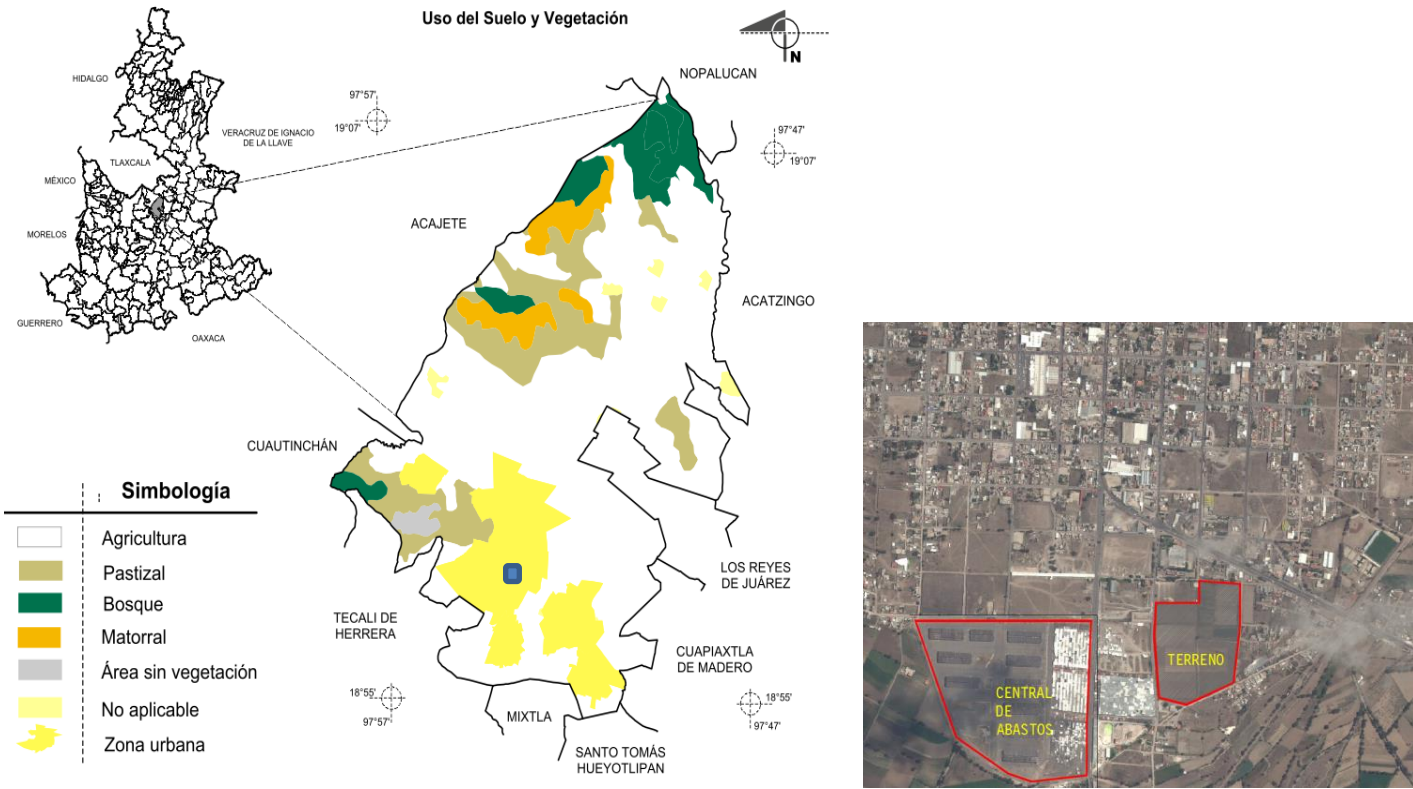 Uso del Suelo y Vegetación
N
HIDALGO
VERACRUZ DE IGNACIO
DE LA LLAVE
TLAXCALA
MÉXICO
MORELOS
GUERRERO
OAXACA
97°57'
19°07'
NOPALUCAN
97°47'
19°07'
ACAJETE
ACATZINGO
CUAUTINCHÁN
LOS REYES
DE JUÁREZ
TECALI DE
HERRERA
CUAPIAXTLA
DE MADERO
18°55'
97°57'
18°55'
97°47'
MIXTLA
SANTO TOMÁS
HUEYOTLIPAN
Simbología
Agricultura
Pastizal
Bosque
Matorral
Área sin vegetación
No aplicable
Zona urbana
TERRENO
CENTRAL
DE
ABASTOS